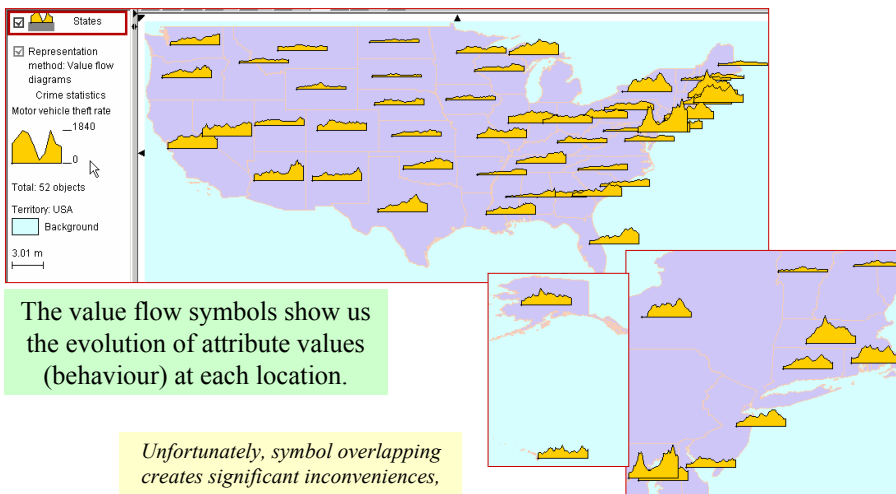 States
Representation
method: Value flow
diagrams
Crime statistics
Motor vehicle theft rate
1840
0
Total: 52 objects
Territory: USA
Background
3.01 m
The value flow symbols show us
the evolution of attribute values
(behaviour) at each location.
Unfortunately, symbol overlapping
creates significant inconveniences,